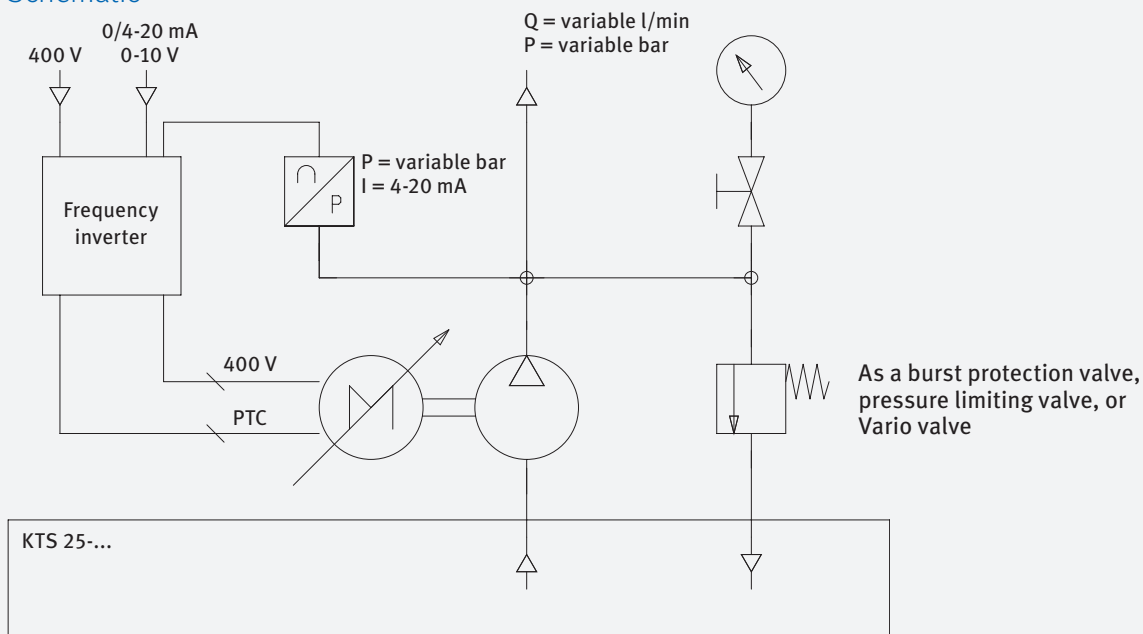 Schematic
0/4-20 mA
400 V
0-10 V
Q = variable l/min
P = variable bar
P = variable bar
I = 4-20 mA
P
Frequency
inverter
400 V
PTC
M
As a burst protection valve,
pressure limiting valve, or
Vario valve
KTS 25-...